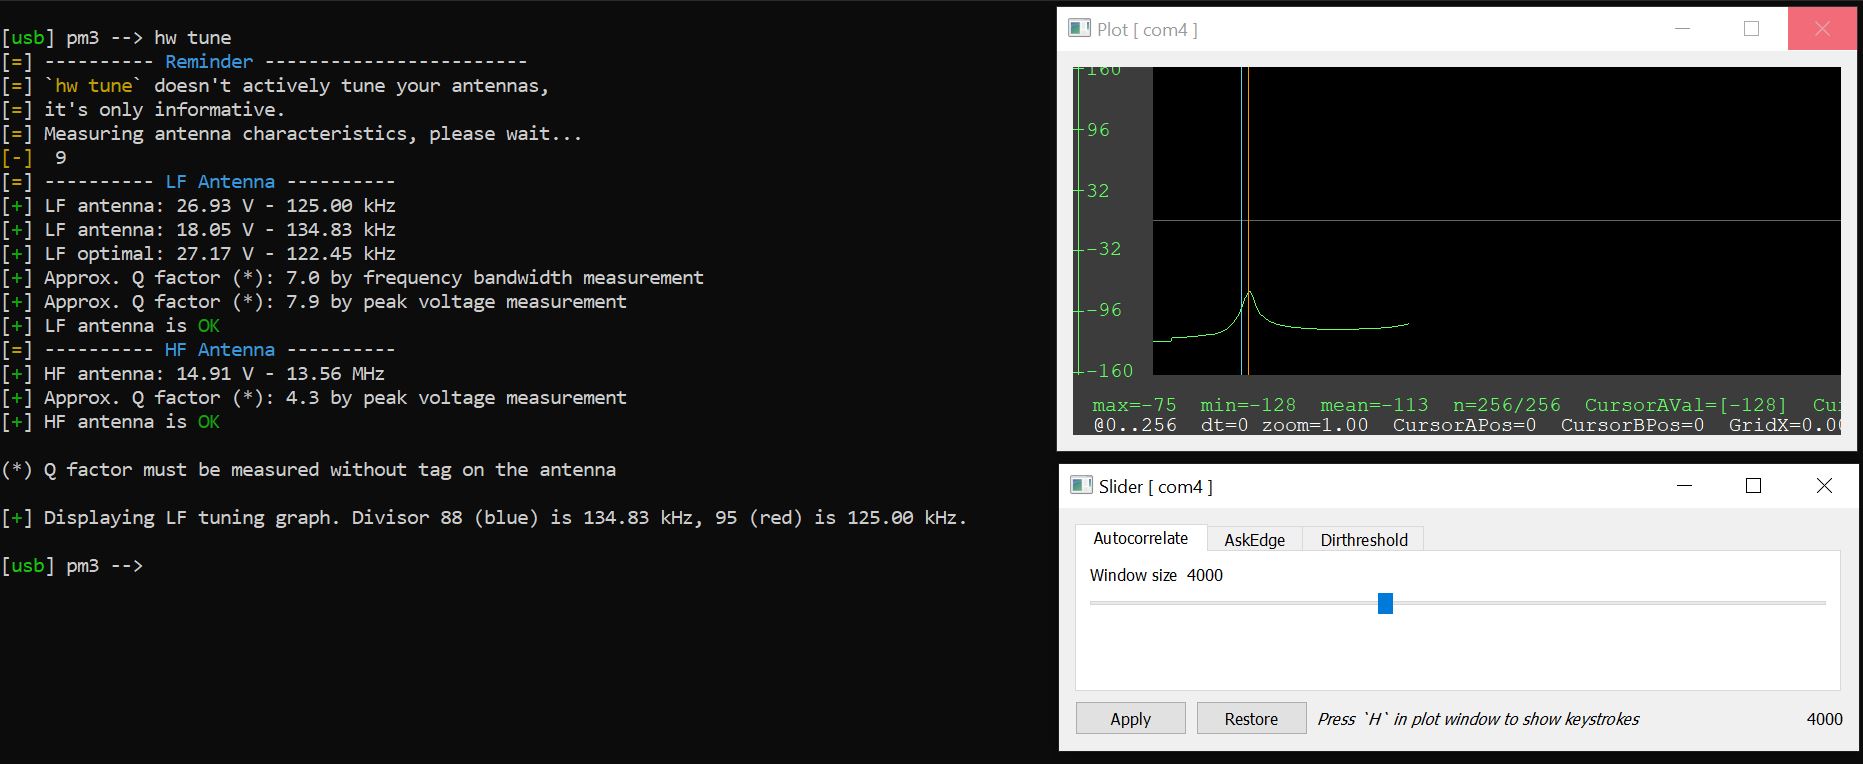 [usb] pm3 --> hw tune
[=] ---------- Reminder ------------------------
[=] `hw tune` doesn't actively tune your antennas,
[=] it's only informative.
[=] Measuring antenna characteristics, please wait...
[-]  9
[=] ---------- LF Antenna ----------
[+] LF antenna: 26.93 V - 125.00 kHz
[+] LF antenna: 18.05 V - 134.83 kHz
[+] LF optimal: 27.17 V - 122.45 kHz
[+] Approx. Q factor (*): 7.0 by frequency bandwidth measurement
[+] Approx. Q factor (*): 7.9 by peak voltage measurement
[+] LF antenna is OK
[=] ---------- HF Antenna ----------
[+] HF antenna: 14.91 V - 13.56 MHz
[+] Approx. Q factor (*): 4.3 by peak voltage measurement
[+] HF antenna is OK
(*) Q factor must be measured without tag on the antenna
[+] Displaying LF tuning graph. Divisor 88 (blue) is 134.83 kHz, 95 (red) is 125.00 kHz.
[usb] pm3 -->
Plot [ com4 ]
160
96
32
-32
-96
-160
max=-75  min=-128  mean=-113  n=256/256  CursorAVal=[-128]
@0..256  dt=0 zoom=1.00  CursorAPos=0  CursorBPos=0  GridX=0.00
Slider [ com4 ]
Autocorrelate AskEdge Dirthreshold
Window size 4000
Apply Restore Press `H` in plot window to show keystrokes 4000